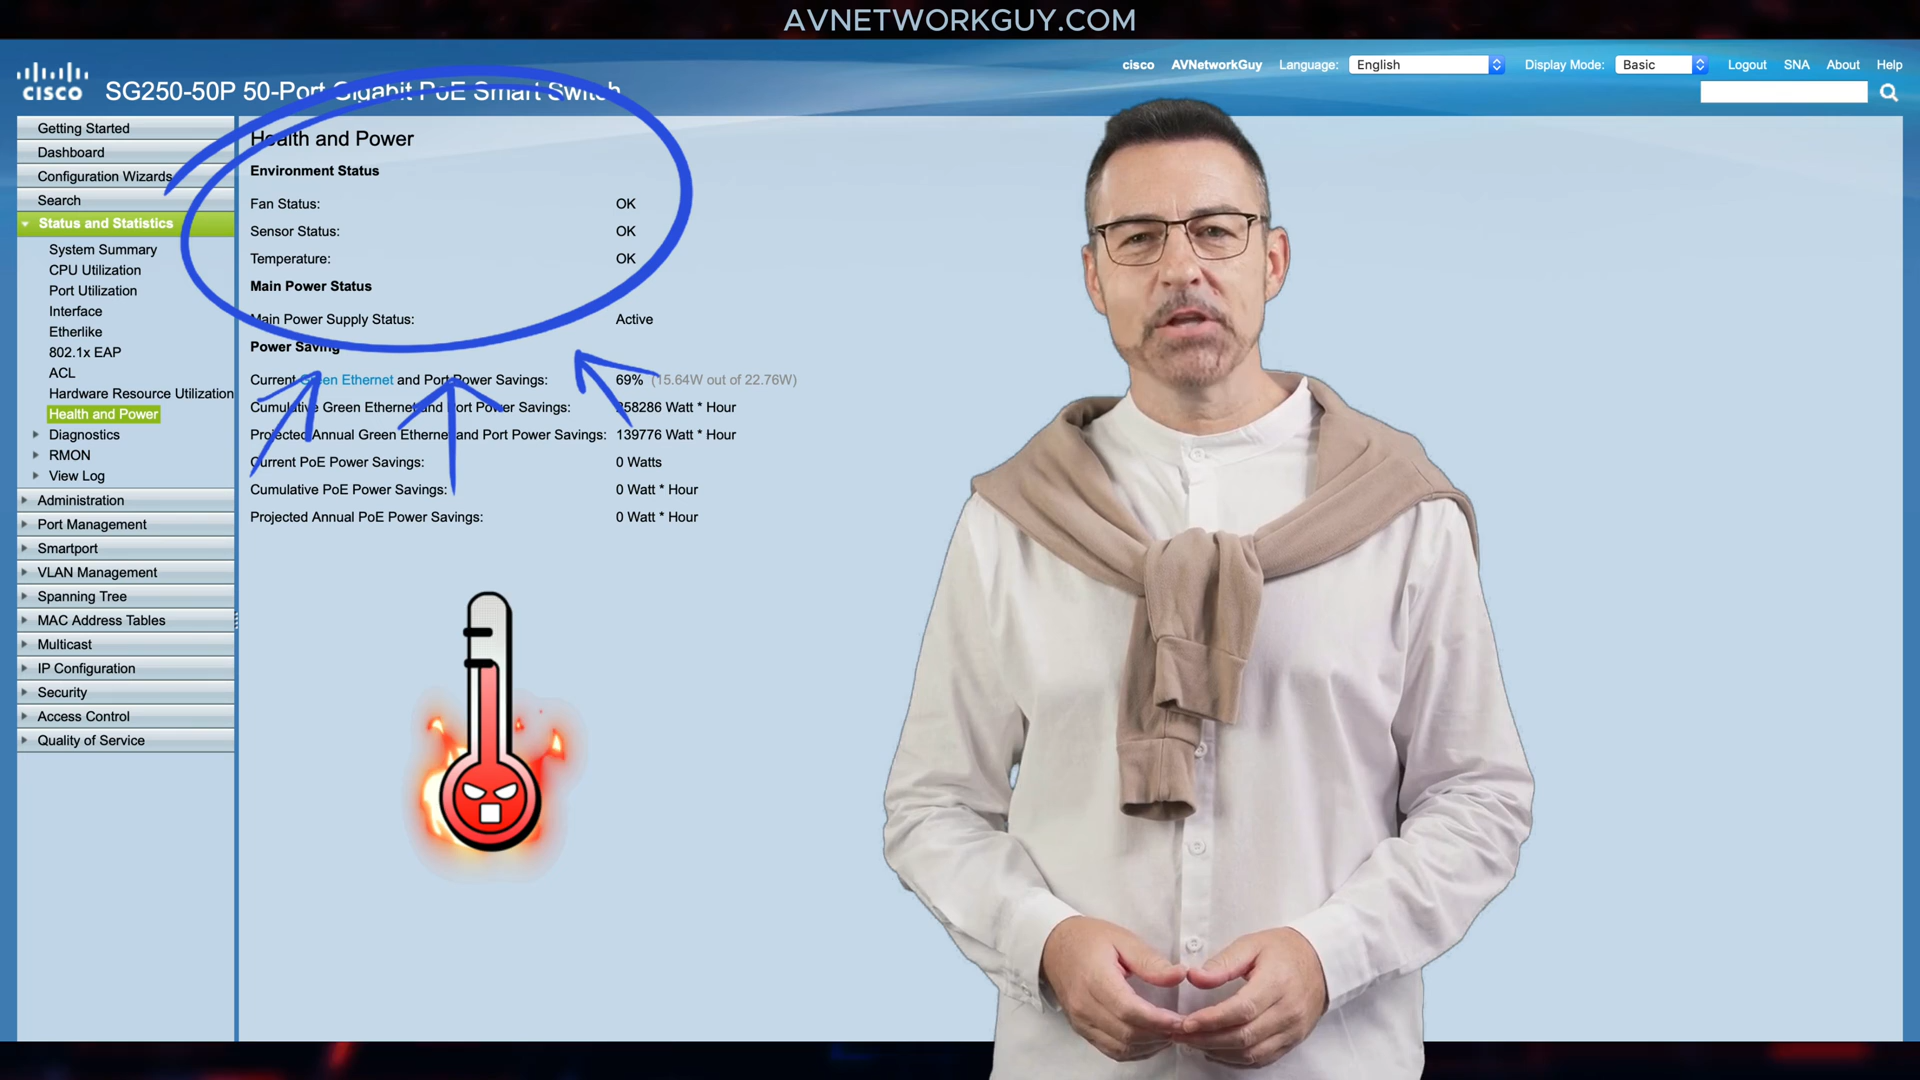 AVNETWORKGUY.COM
cisco AVNetworkGuy Language: English Display Mode: Basic Logout SNA About Help
CISCO SG250-50P 50-Port Gigabit PoE Smart Switch
Getting Started
Dashboard
Configuration Wizards
Search
Status and Statistics
System Summary
CPU Utilization
Port Utilization
Interface
Etherlike
802.1x EAP
ACL
Hardware Resource Utilization
Health and Power
Diagnostics
RMON
View Log
Administration
Port Management
Smartport
VLAN Management
Spanning Tree
MAC Address Tables
Multicast
IP Configuration
Security
Access Control
Quality of Service
Health and Power
Environment Status
Fan Status: OK
Sensor Status: OK
Temperature: OK
Main Power Status
Main Power Supply Status: Active
Power Saving
Current Green Ethernet and Port Power Savings: 69% (15.64W out of 22.76W)
Cumulative Green Ethernet and Port Power Savings: 258286 Watt * Hour
Projected Annual Green Ethernet and Port Power Savings: 139776 Watt * Hour
Current PoE Power Savings: 0 Watts
Cumulative PoE Power Savings: 0 Watt * Hour
Projected Annual PoE Power Savings: 0 Watt * Hour